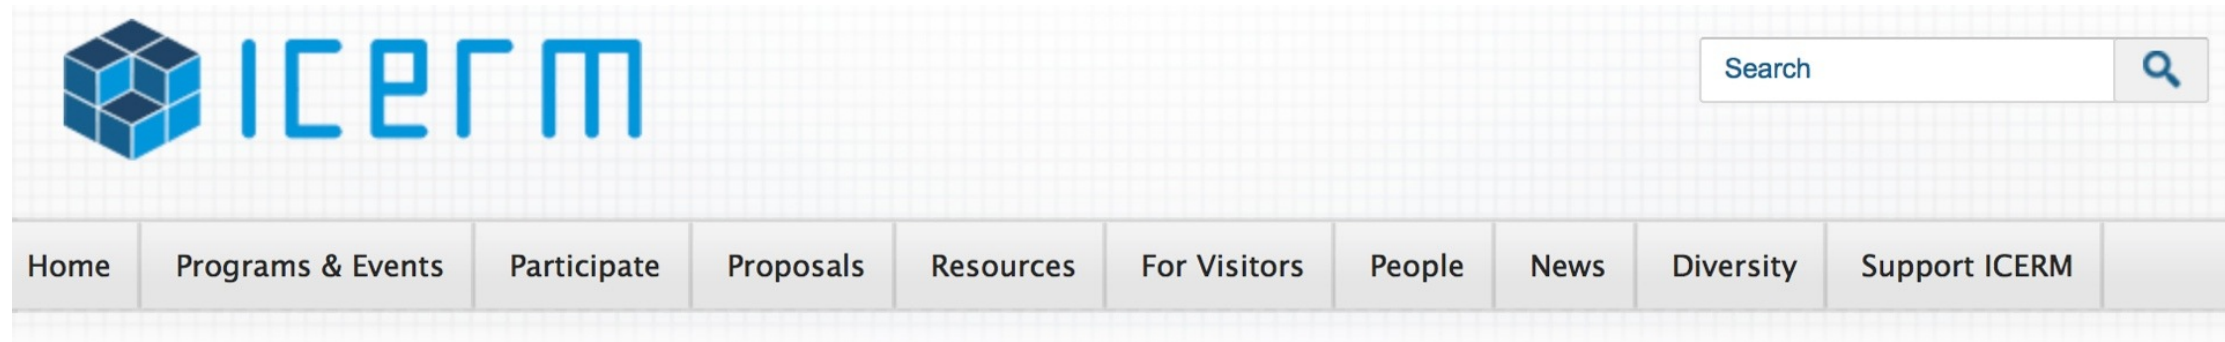 icerm
Search
Home Programs & Events Participate Proposals Resources For Visitors People News Diversity Support ICERM